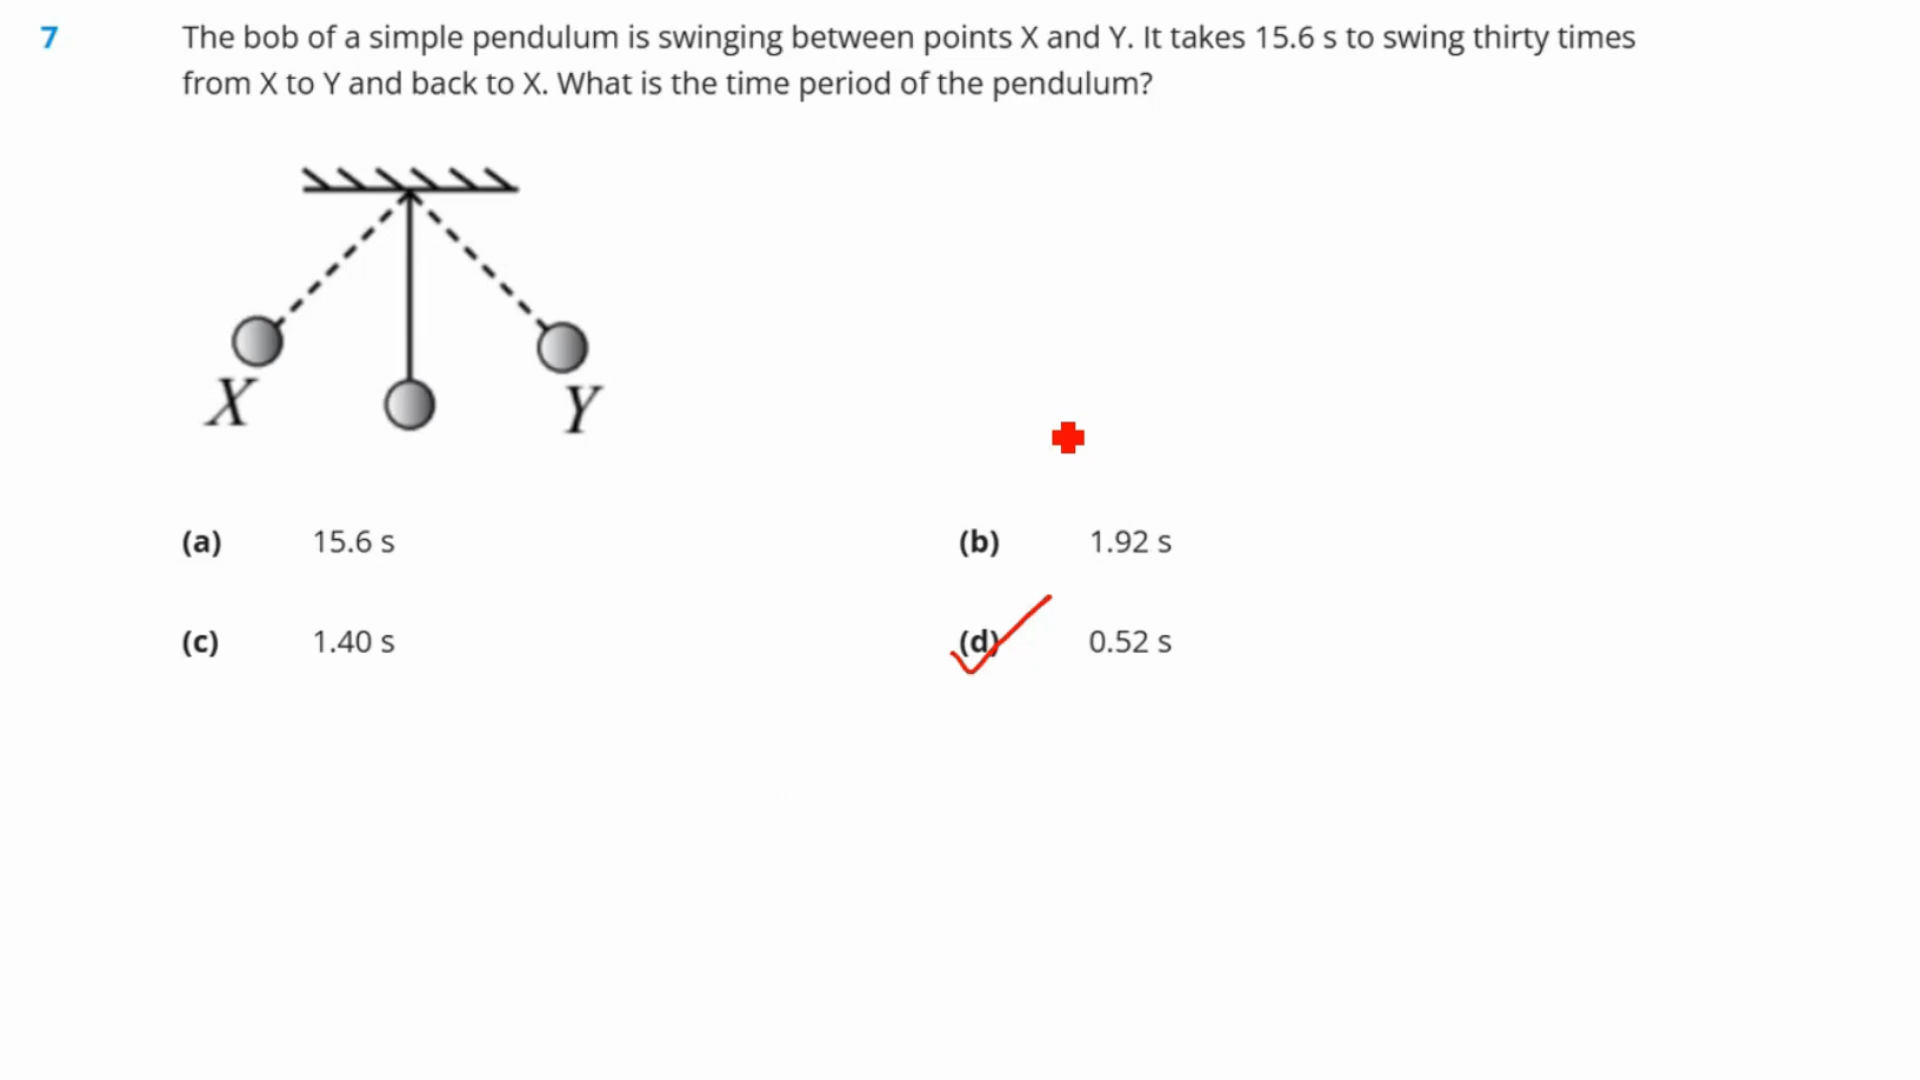 7 The bob of a simple pendulum is swinging between points X and Y. It takes 15.6 s to swing thirty times
from X to Y and back to X. What is the time period of the pendulum?
X Y
(a) 15.6 s (b) 1.92 s
(c) 1.40 s (d) 0.52 s